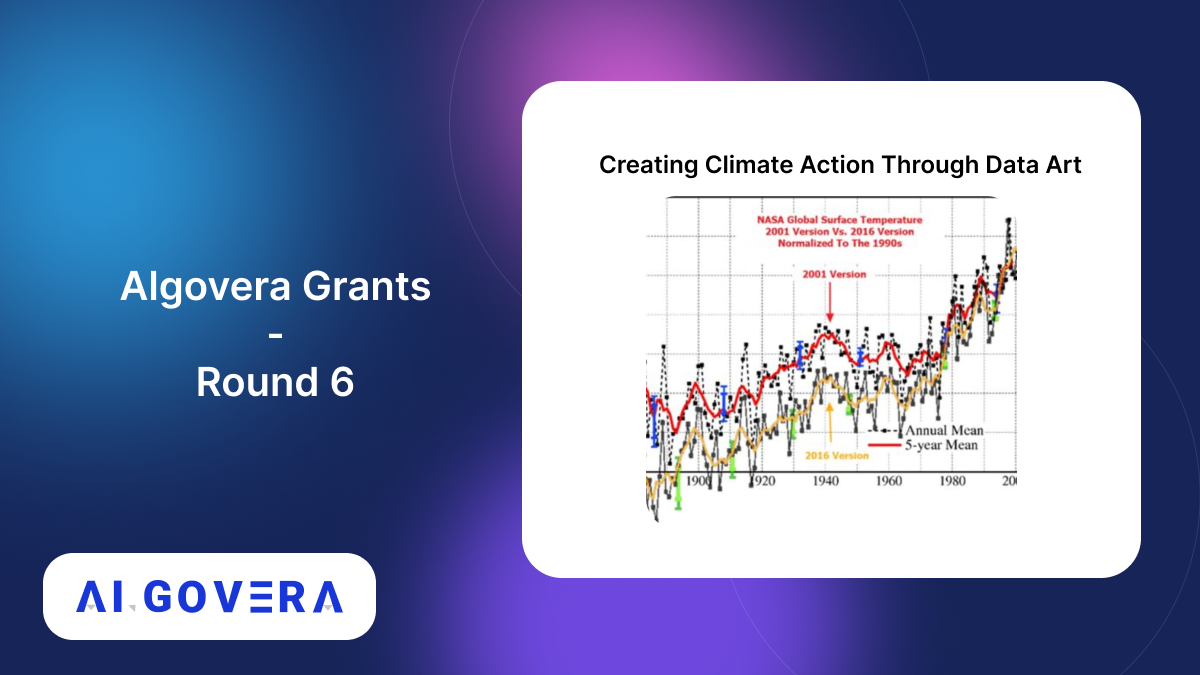 Algovera Grants
-
Round 6
ALGOVERA
Creating Climate Action Through Data Art
NASA Global Surface Temperature
2001 Version Vs. 2016 Version
Normalized To The 1990s
2001 Version
Annual Mean
5-year Mean
2016 Version
1900 1920 1940 1960 1980 200